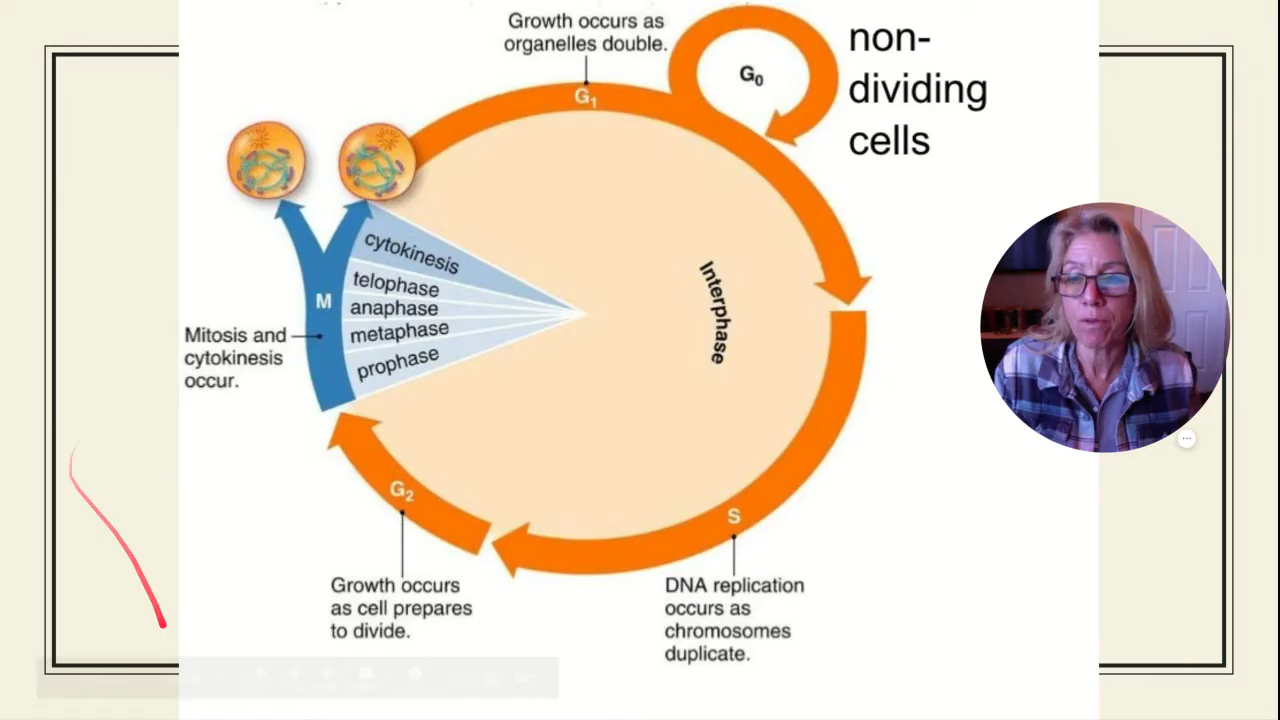 Growth occurs as
organelles double.
G₁
G₀
non-
dividing
cells
cytokinesis
telophase
anaphase
metaphase
prophase
M
Mitosis and
cytokinesis
occur.
Interphase
G₂
S
Growth occurs
as cell prepares
to divide.
DNA replication
occurs as
chromosomes
duplicate.